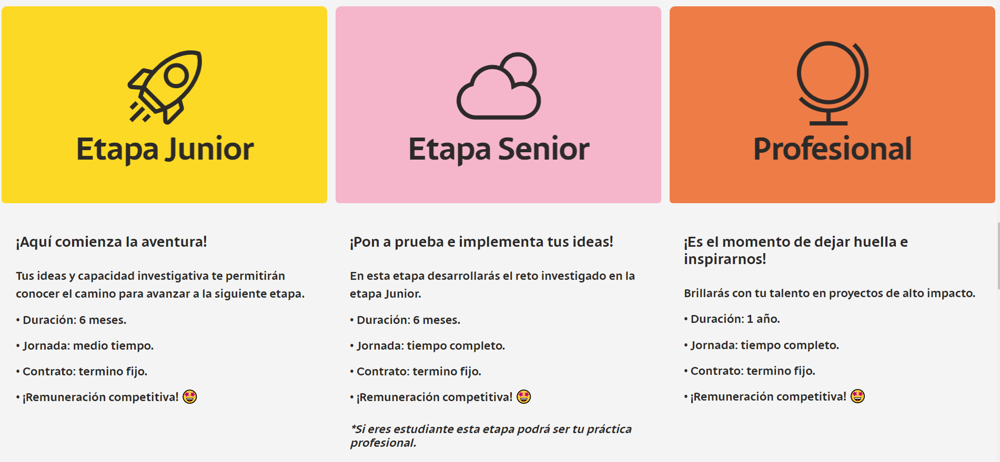 Etapa Junior
¡Aquí comienza la aventura!
Tus ideas y capacidad investigativa te permitirán
conocer el camino para avanzar a la siguiente etapa.
• Duración: 6 meses.
• Jornada: medio tiempo.
• Contrato: termino fijo.
• ¡Remuneración competitiva! 🤩
Etapa Senior
¡Pon a prueba e implementa tus ideas!
En esta etapa desarrollarás el reto investigado en la
etapa Junior.
• Duración: 6 meses.
• Jornada: tiempo completo.
• Contrato: termino fijo.
• ¡Remuneración competitiva! 🤩
*Si eres estudiante esta etapa podrá ser tu práctica
profesional.
Profesional
¡Es el momento de dejar huella e
inspirarnos!
Brillarás con tu talento en proyectos de alto impacto.
• Duración: 1 año.
• Jornada: tiempo completo.
• Contrato: termino fijo.
• ¡Remuneración competitiva! 🤩